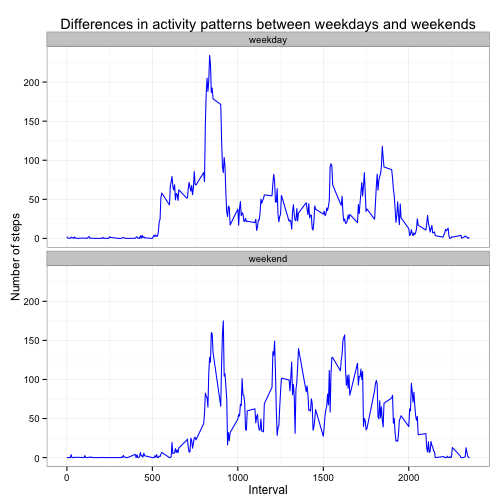 Differences in activity patterns between weekdays and weekends
weekday
200
150
100
50
0
weekend
200
150
100
50
0
Number of steps
0 500 1000 1500 2000
Interval